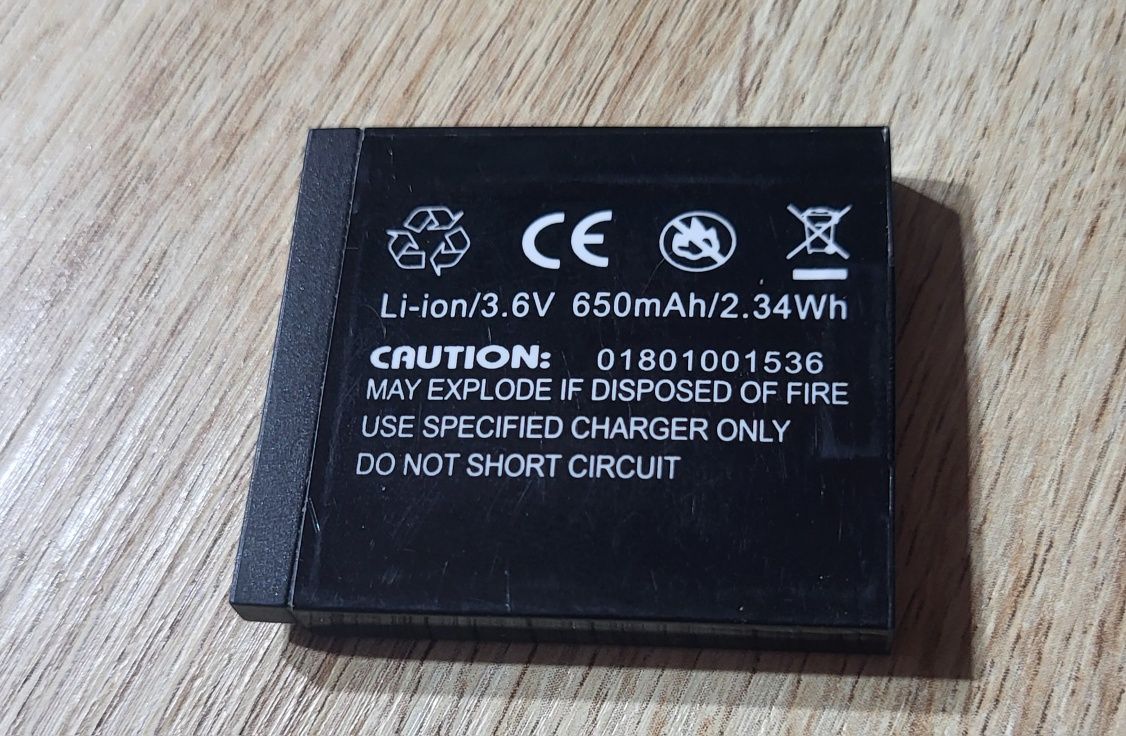 CE
Li-ion/3.6V 650mAh/2.34Wh
CAUTION: 01801001536
MAY EXPLODE IF DISPOSED OF FIRE
USE SPECIFIED CHARGER ONLY
DO NOT SHORT CIRCUIT